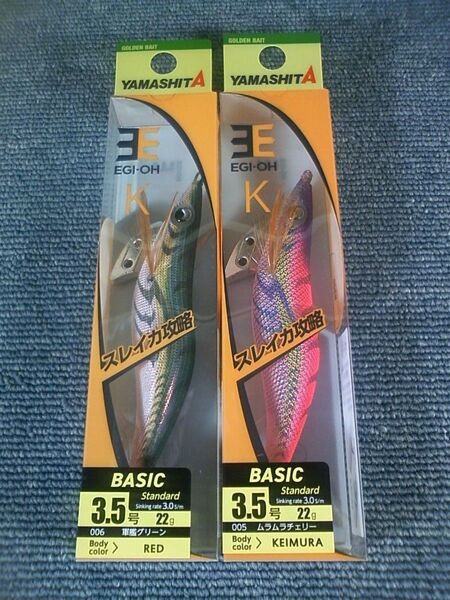 GOLDEN BAIT
YAMASHITA
EGI-OH
K
スレイカ攻略
BASIC
Standard
Sinking rate 3.0 s/m
3.5号 22g
006 軍艦グリーン
Body color > RED
GOLDEN BAIT
YAMASHITA
EGI-OH
K
スレイカ攻略
BASIC
Standard
Sinking rate 3.0 s/m
3.5号 22g
005 ムラムラチェリー
Body color > KEIMURA